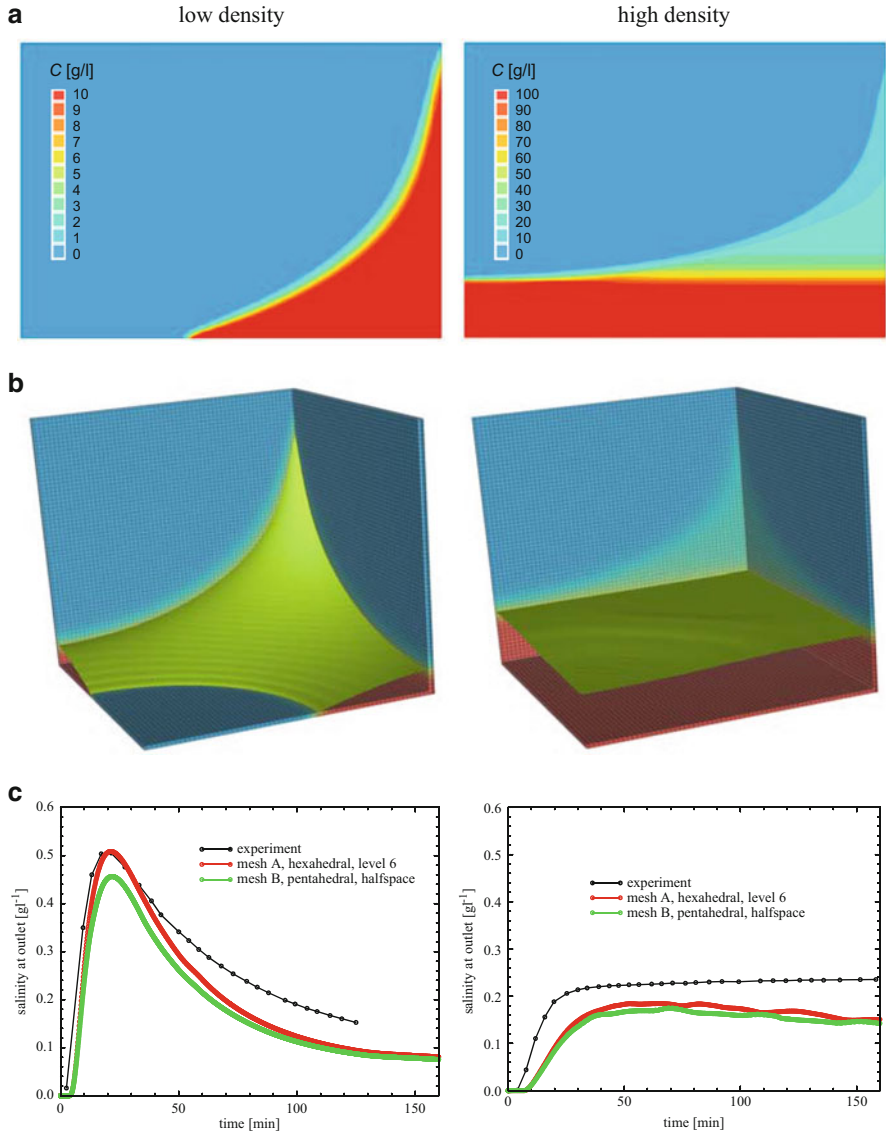 a
low density
high density
C [g/l]
10
9
8
7
6
5
4
3
2
1
0
C [g/l]
100
90
80
70
60
50
40
30
20
10
0
b
c
0.6
0.5
0.4
0.3
0.2
0.1
0.0
salinity at outlet [gl⁻¹]
experiment
mesh A, hexahedral, level 6
mesh B, pentahedral, halfspace
0
50
100
150
time [min]
0.6
0.5
0.4
0.3
0.2
0.1
0.0
salinity at outlet [gl⁻¹]
experiment
mesh A, hexahedral, level 6
mesh B, pentahedral, halfspace
0
50
100
150
time [min]